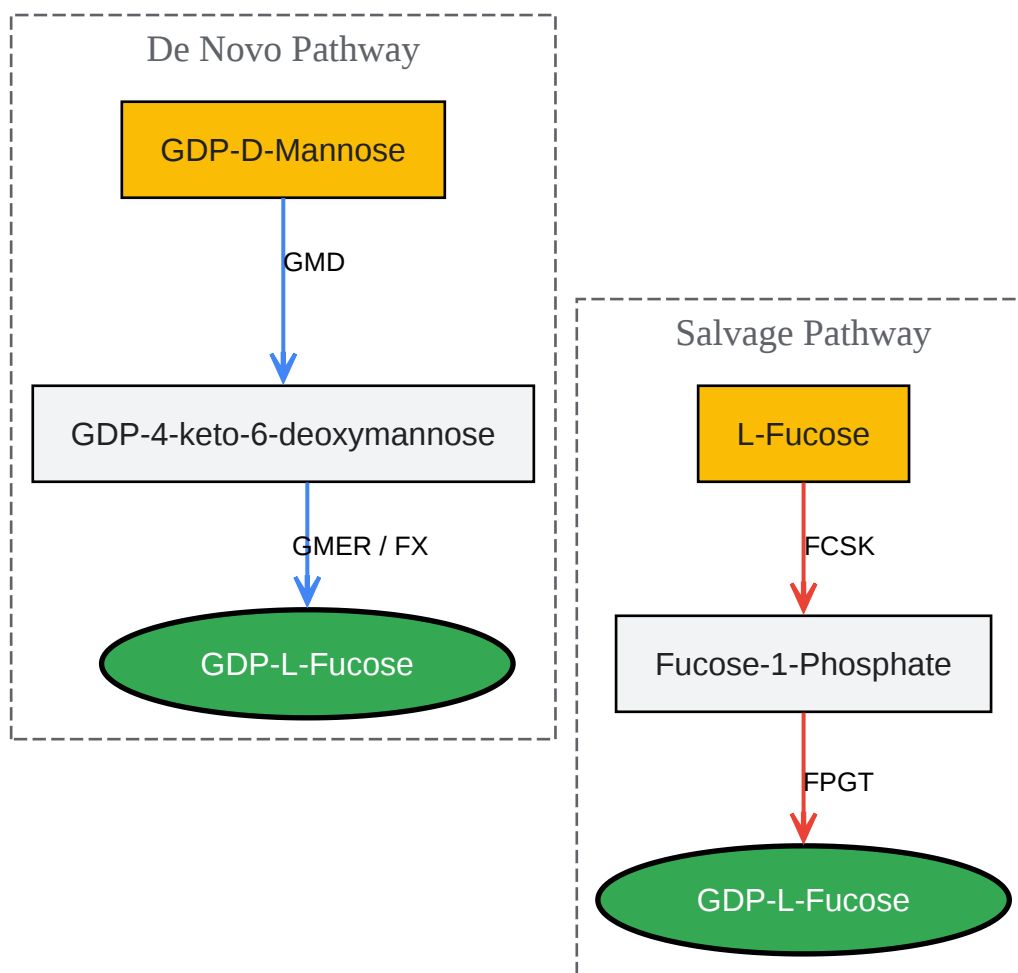 De Novo Pathway
GDP-D-Mannose
GMD
GDP-4-keto-6-deoxymannose
GMER / FX
GDP-L-Fucose
Salvage Pathway
L-Fucose
FCSK
Fucose-1-Phosphate
FPGT
GDP-L-Fucose